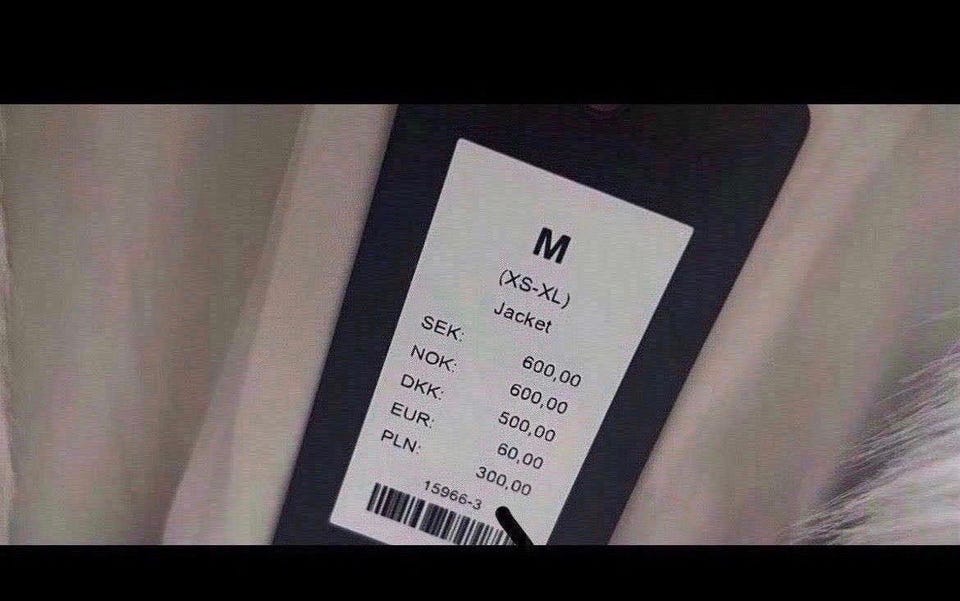 M
(XS-XL)
Jacket
SEK: 600,00
NOK: 600,00
DKK: 500,00
EUR: 60,00
PLN: 300,00
15966-3